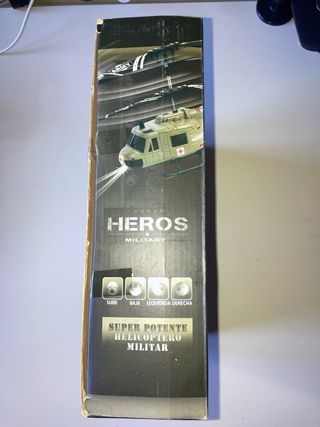 HEROS
MILITARY
SUBE BAJA IZQUIERDA DERECHA
SUPER POTENTE
HELICOPTERO
MILITAR